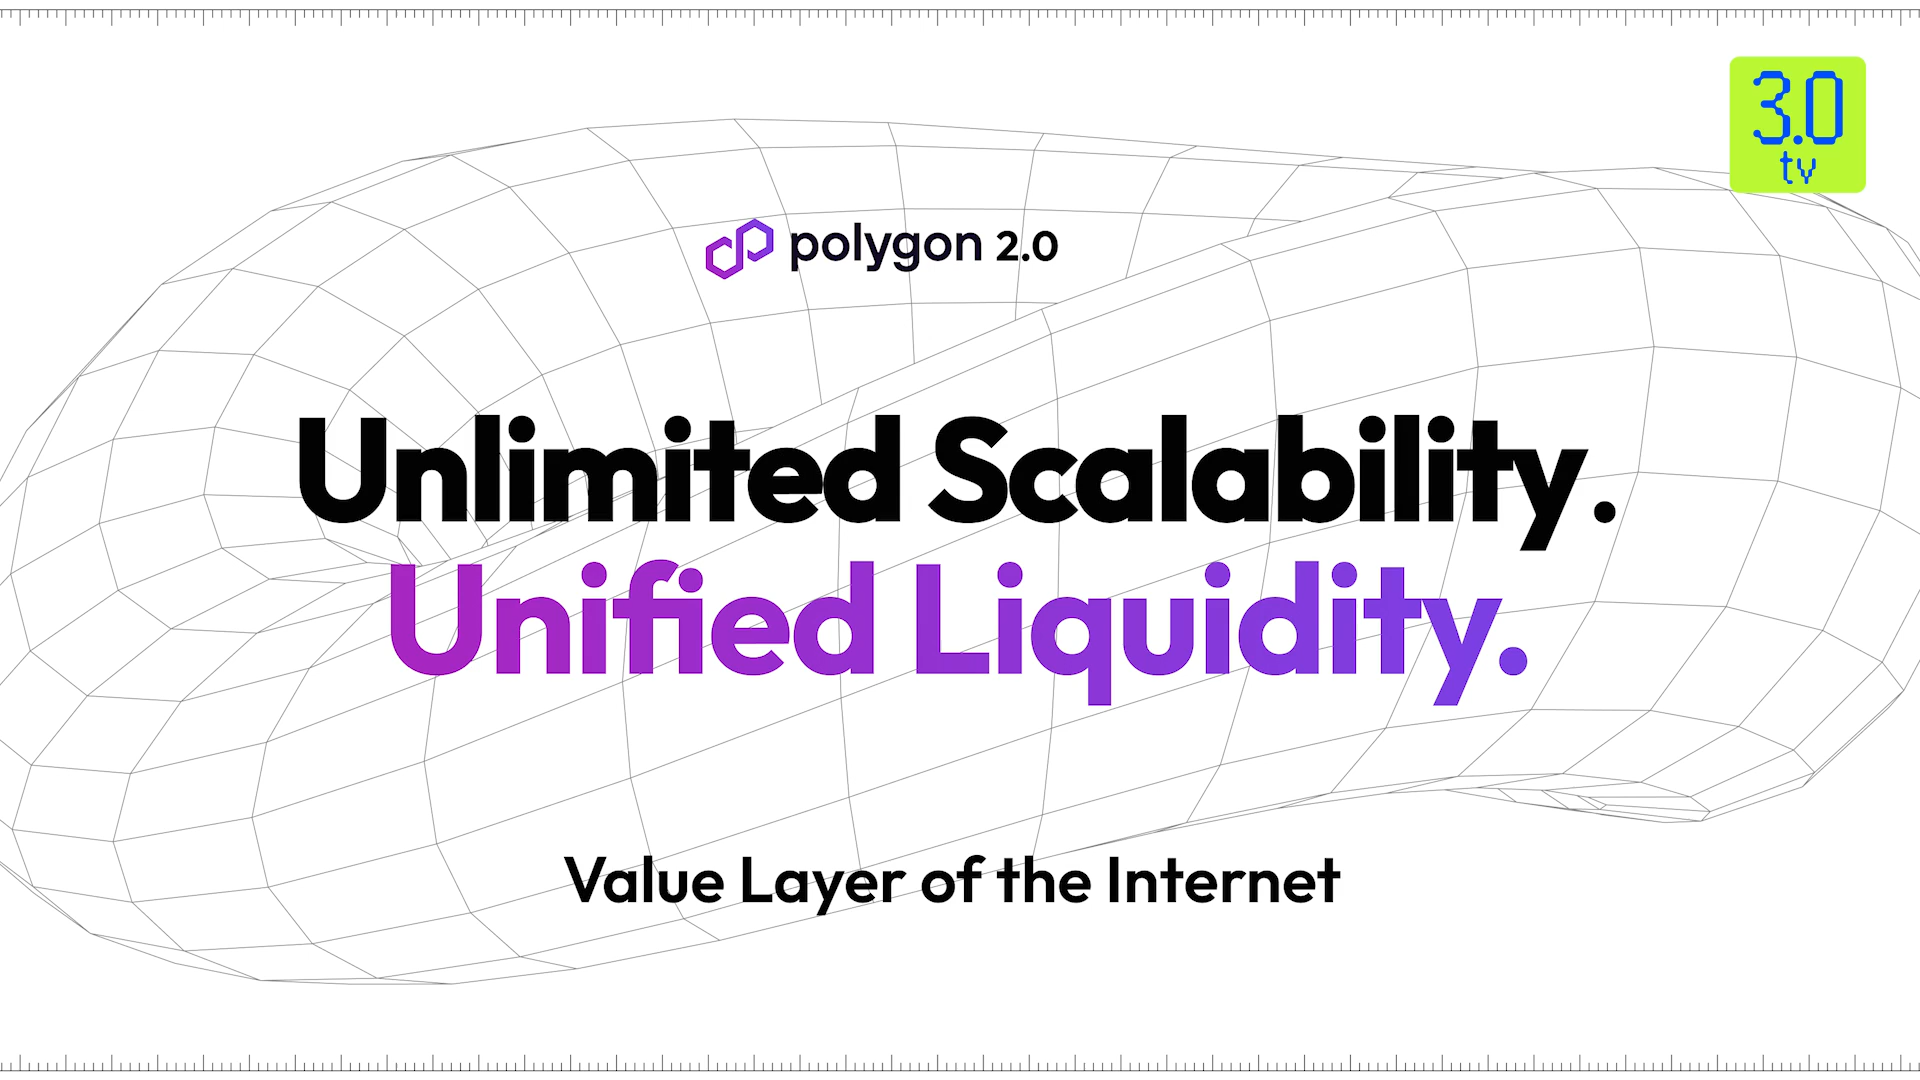 3.0
tv
polygon 2.0
Unlimited Scalability.
Unified Liquidity.
Value Layer of the Internet